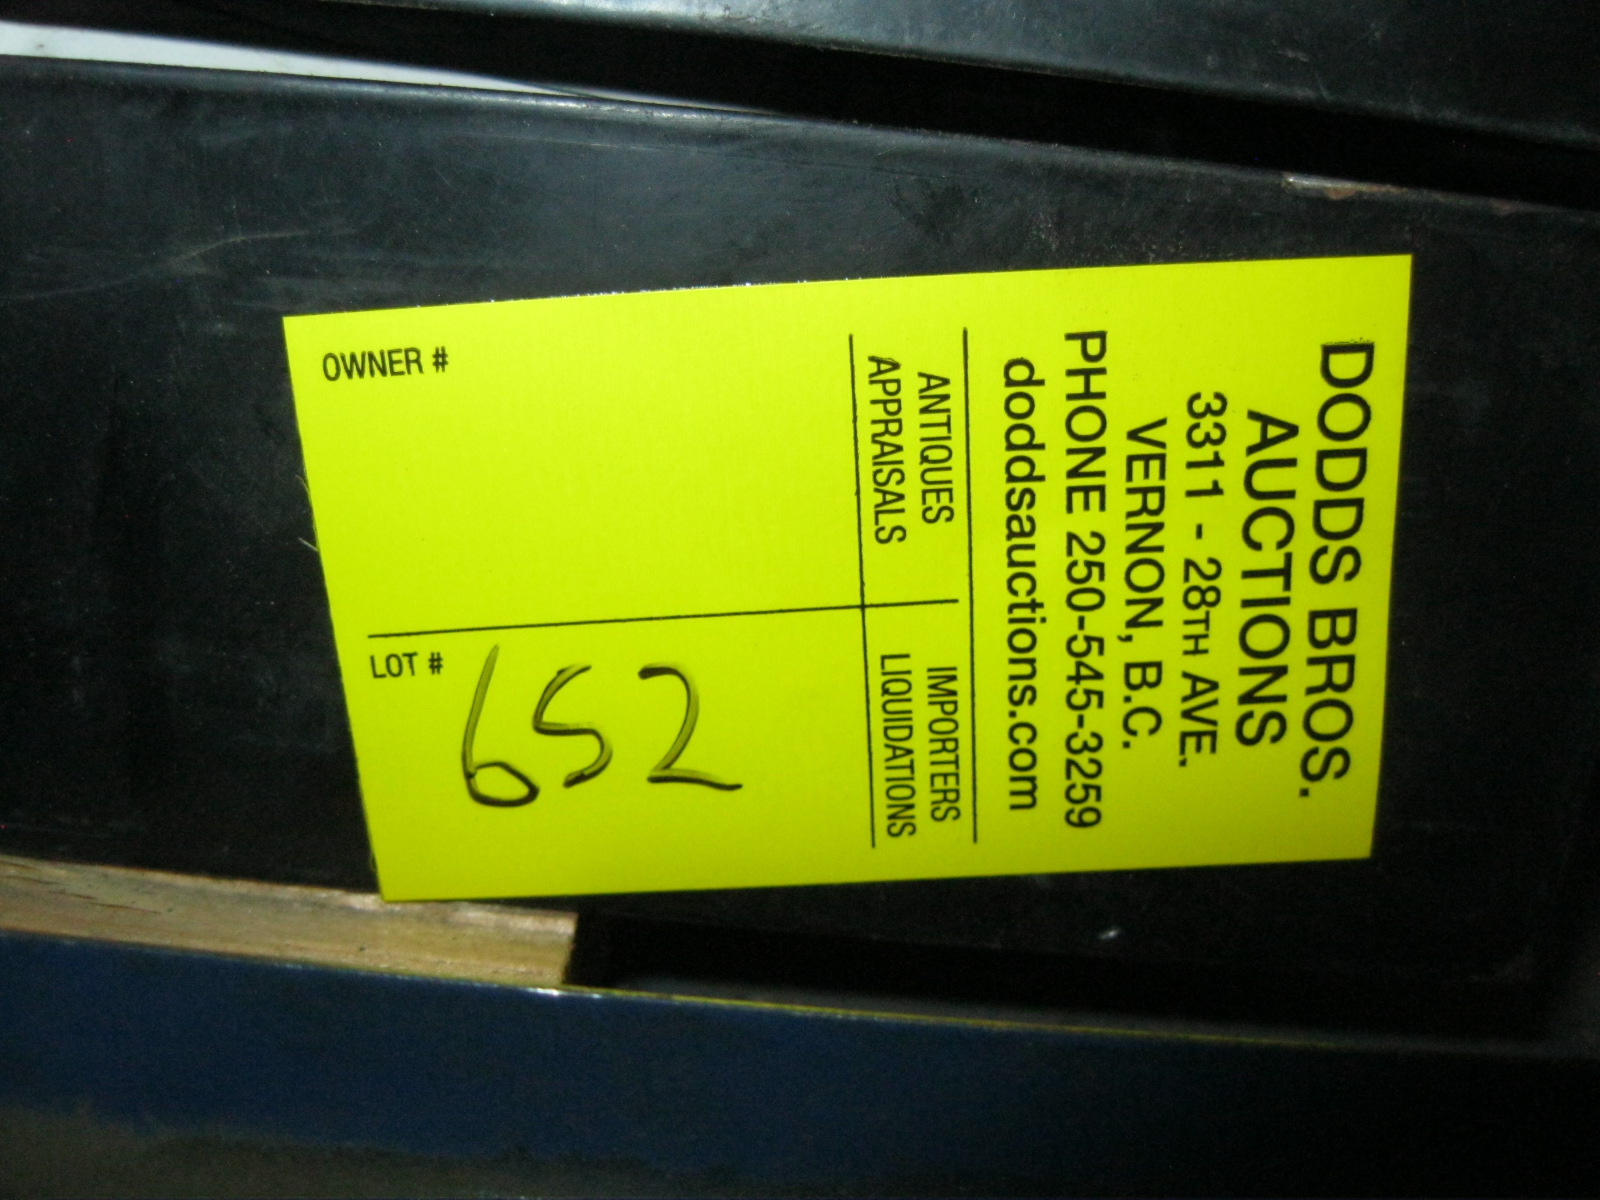 DODDS BROS.
AUCTIONS
3311 - 28TH AVE.
VERNON, B.C.
PHONE 250-545-3259
doddsauctions.com
ANTIQUES IMPORTERS
APPRAISALS LIQUIDATIONS
OWNER #
LOT # 652